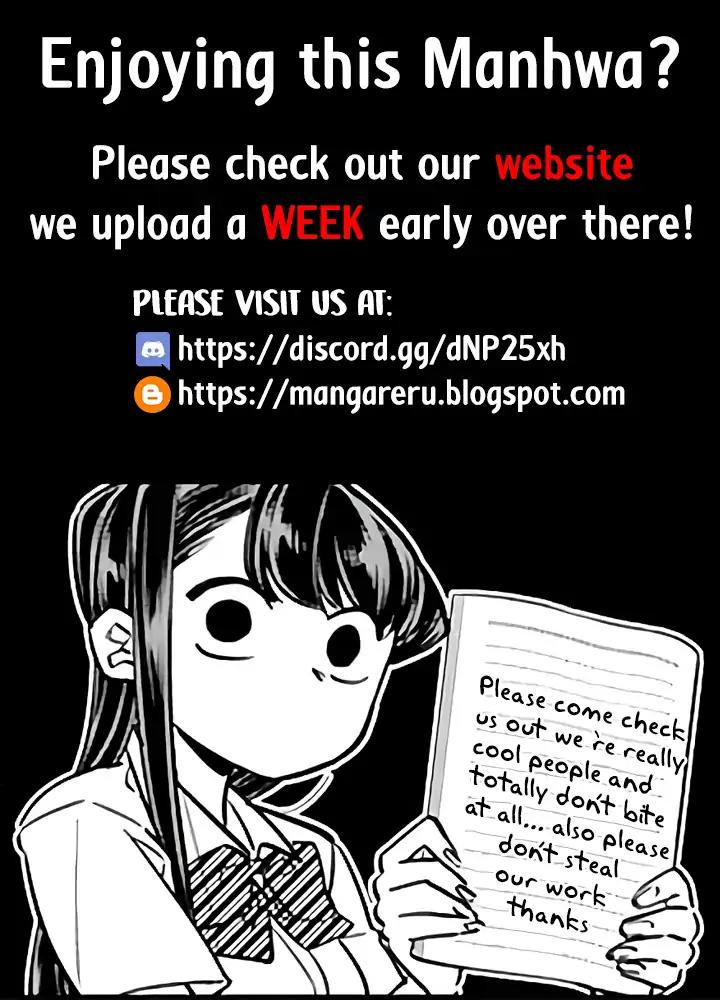 Enjoying this Manhwa?
Please check out our website
we upload a WEEK early over there!
PLEASE VISIT US AT:
https://discord.gg/dNP25xh
https://mangareru.blogspot.com
Please come check
us out we're really
cool people and
totally don't bite
at all... also please
don't steal
our work
thanks